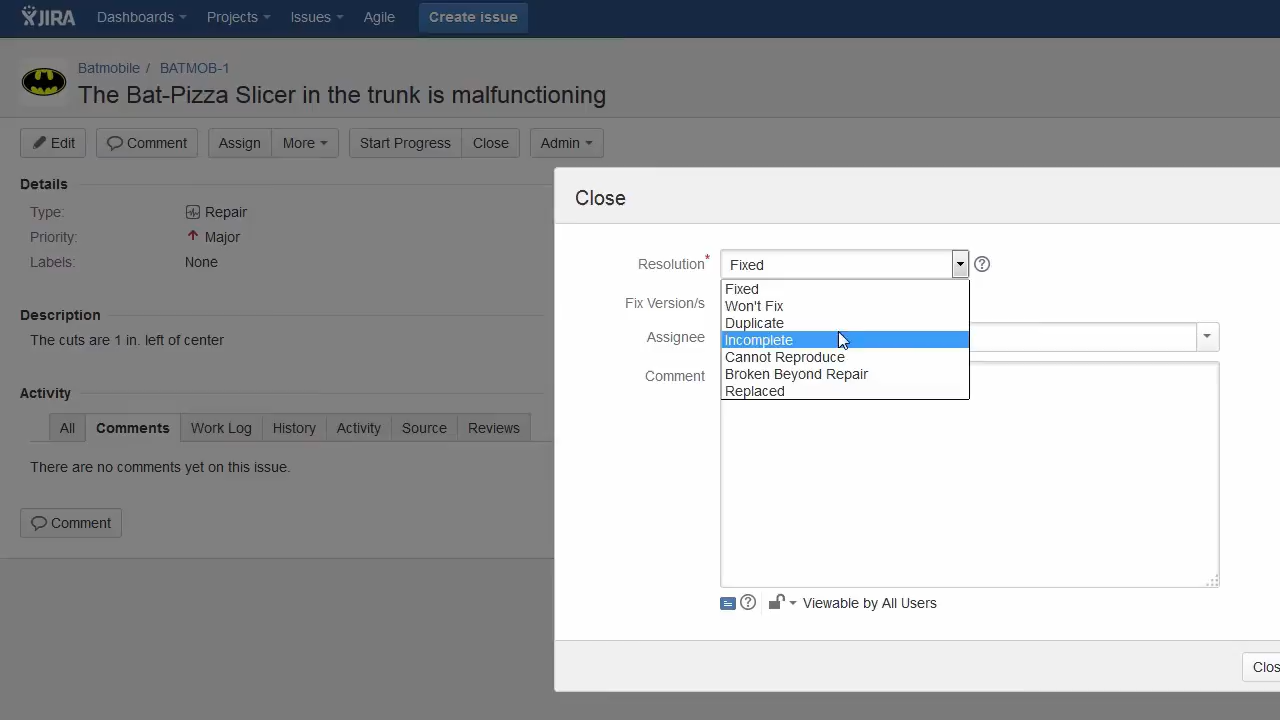 JIRA Dashboards Projects Issues Agile Create issue
Batmobile / BATMOB-1
The Bat-Pizza Slicer in the trunk is malfunctioning
Edit Comment Assign More Start Progress Close Admin
Details
Type: Repair
Priority: Major
Labels: None
Description
The cuts are 1 in. left of center
Activity
All Comments Work Log History Activity Source Reviews
There are no comments yet on this issue.
Comment
Close
Resolution* Fixed
Fixed
Fix Version/s Won't Fix
Duplicate
Assignee Incomplete
Cannot Reproduce
Comment Broken Beyond Repair
Replaced
Viewable by All Users
Clos